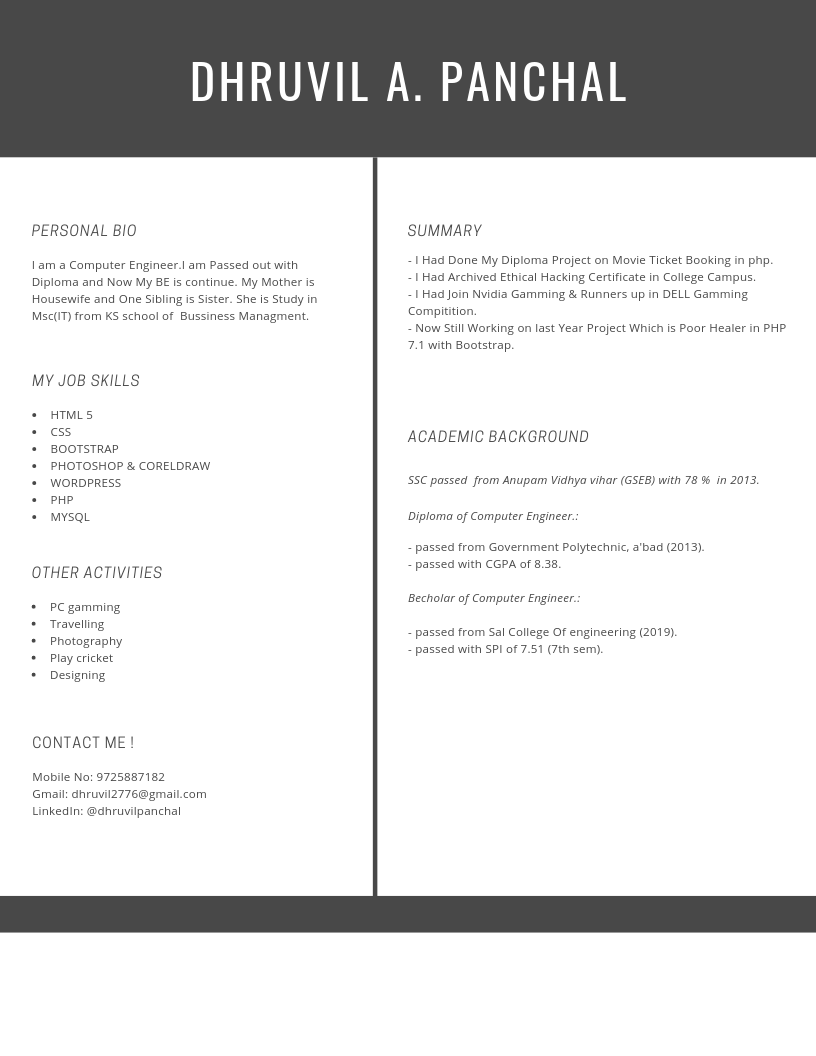 DHRUVIL A. PANCHAL
PERSONAL BIO
I am a Computer Engineer.I am Passed out with
Diploma and Now My BE is continue. My Mother is
Housewife and One Sibling is Sister. She is Study in
Msc(IT) from KS school of  Bussiness Managment.
MY JOB SKILLS
• HTML 5
• CSS
• BOOTSTRAP
• PHOTOSHOP & CORELDRAW
• WORDPRESS
• PHP
• MYSQL
OTHER ACTIVITIES
• PC gamming
• Travelling
• Photography
• Play cricket
• Designing
CONTACT ME !
Mobile No: 9725887182
Gmail: dhruvil2776@gmail.com
LinkedIn: @dhruvilpanchal
SUMMARY
- I Had Done My Diploma Project on Movie Ticket Booking in php.
- I Had Archived Ethical Hacking Certificate in College Campus.
- I Had Join Nvidia Gamming & Runners up in DELL Gamming
Compitition.
- Now Still Working on last Year Project Which is Poor Healer in PHP
7.1 with Bootstrap.
ACADEMIC BACKGROUND
SSC passed  from Anupam Vidhya vihar (GSEB) with 78 %  in 2013.
Diploma of Computer Engineer.:
- passed from Government Polytechnic, a'bad (2013).
- passed with CGPA of 8.38.
Becholar of Computer Engineer.:
- passed from Sal College Of engineering (2019).
- passed with SPI of 7.51 (7th sem).